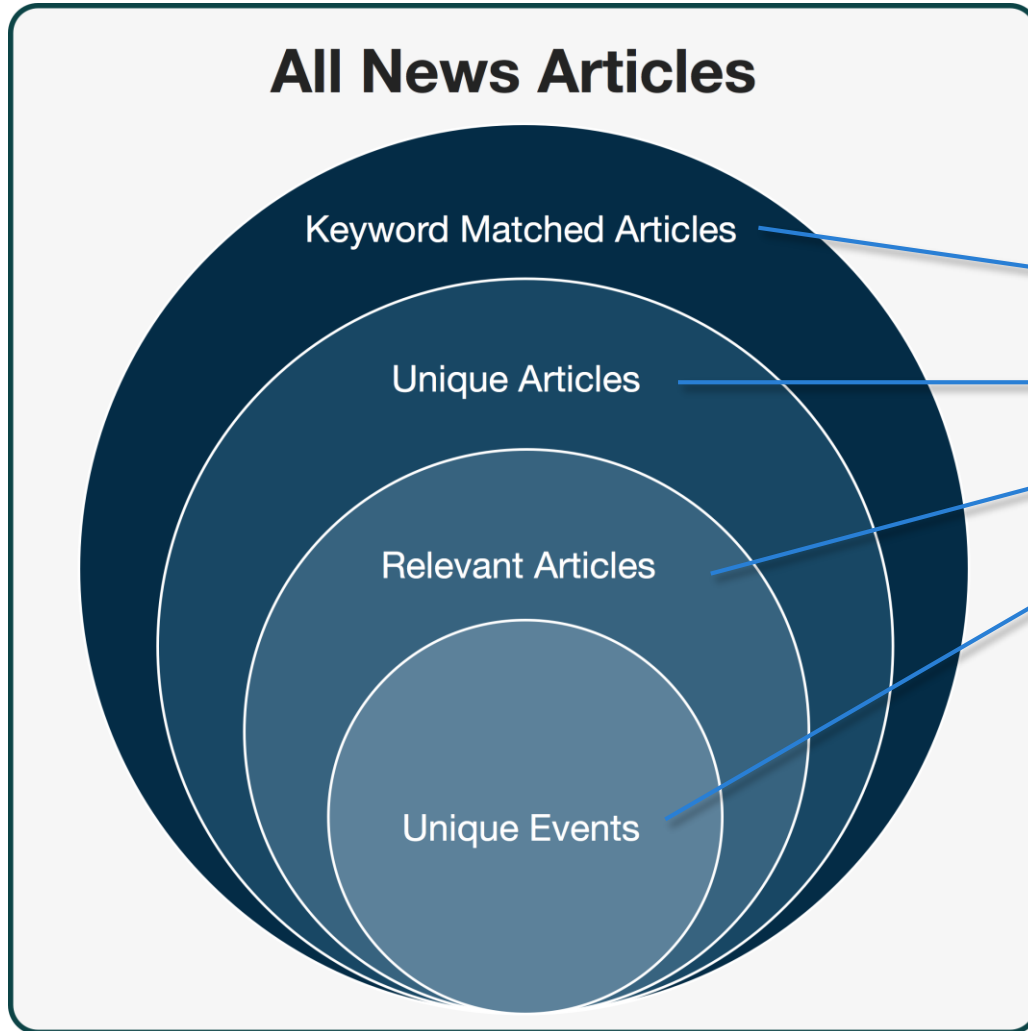 All News Articles
Keyword Matched Articles
Unique Articles
Relevant Articles
Unique Events